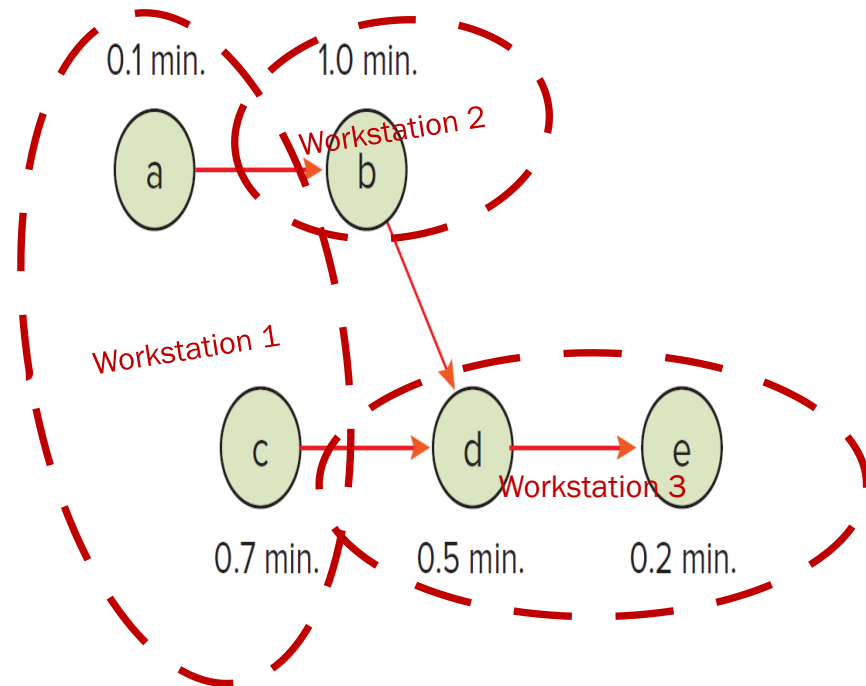 0.1 min.
1.0 min.
Workstation 2
a
b
Workstation 1
c
d
e
Workstation 3
0.7 min.
0.5 min.
0.2 min.